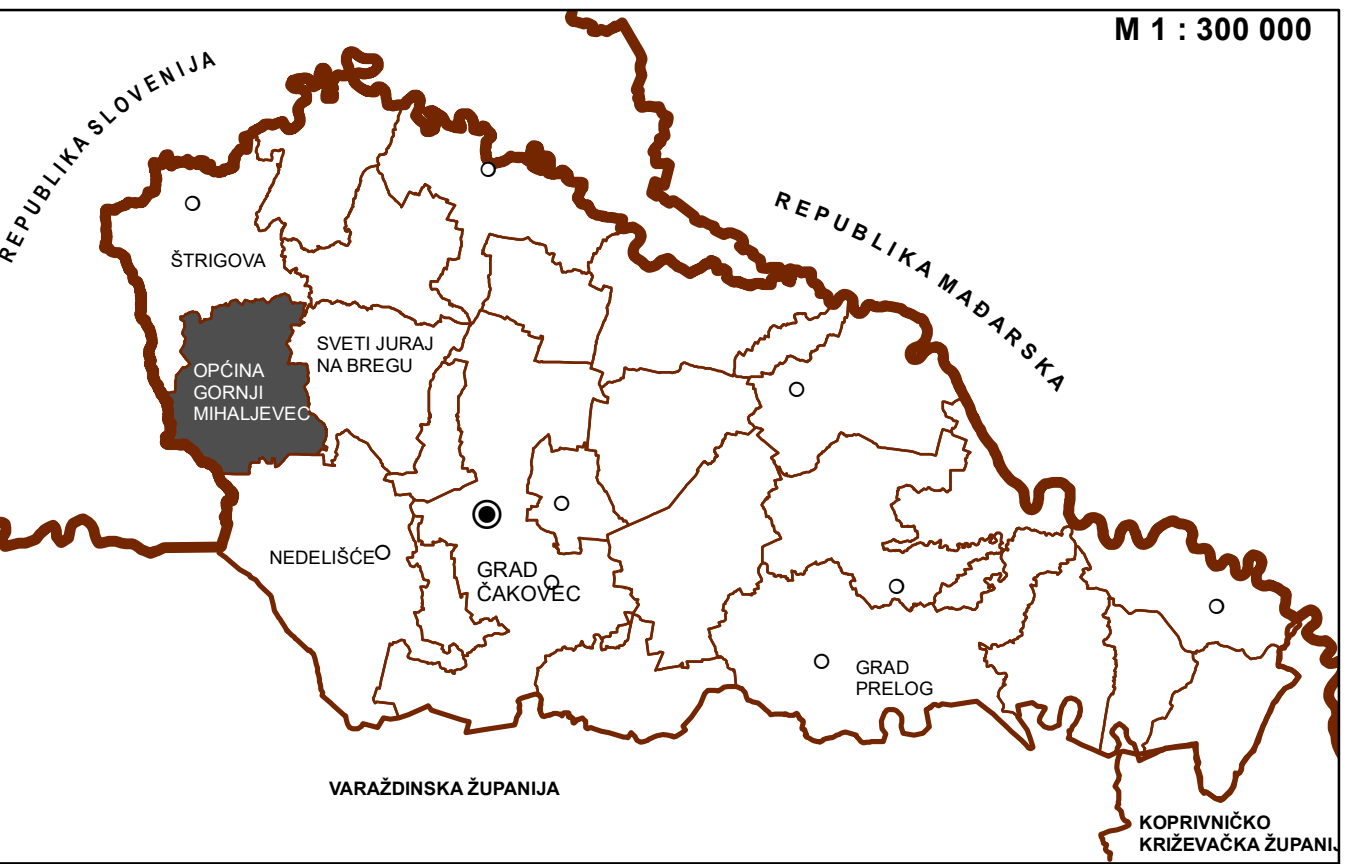 M 1 : 300 000
REPUBLIKA SLOVENIJA
REPUBLIKA MAĐARSKA
ŠTRIGOVA
SVETI JURAJ
NA BREGU
OPĆINA
GORNJI
MIHALJEVEC
NEDELIŠĆE
GRAD
ČAKOVEC
GRAD
PRELOG
VARAŽDINSKA ŽUPANIJA
KOPRIVNIČKO
KRIŽEVAČKA ŽUPANIJ